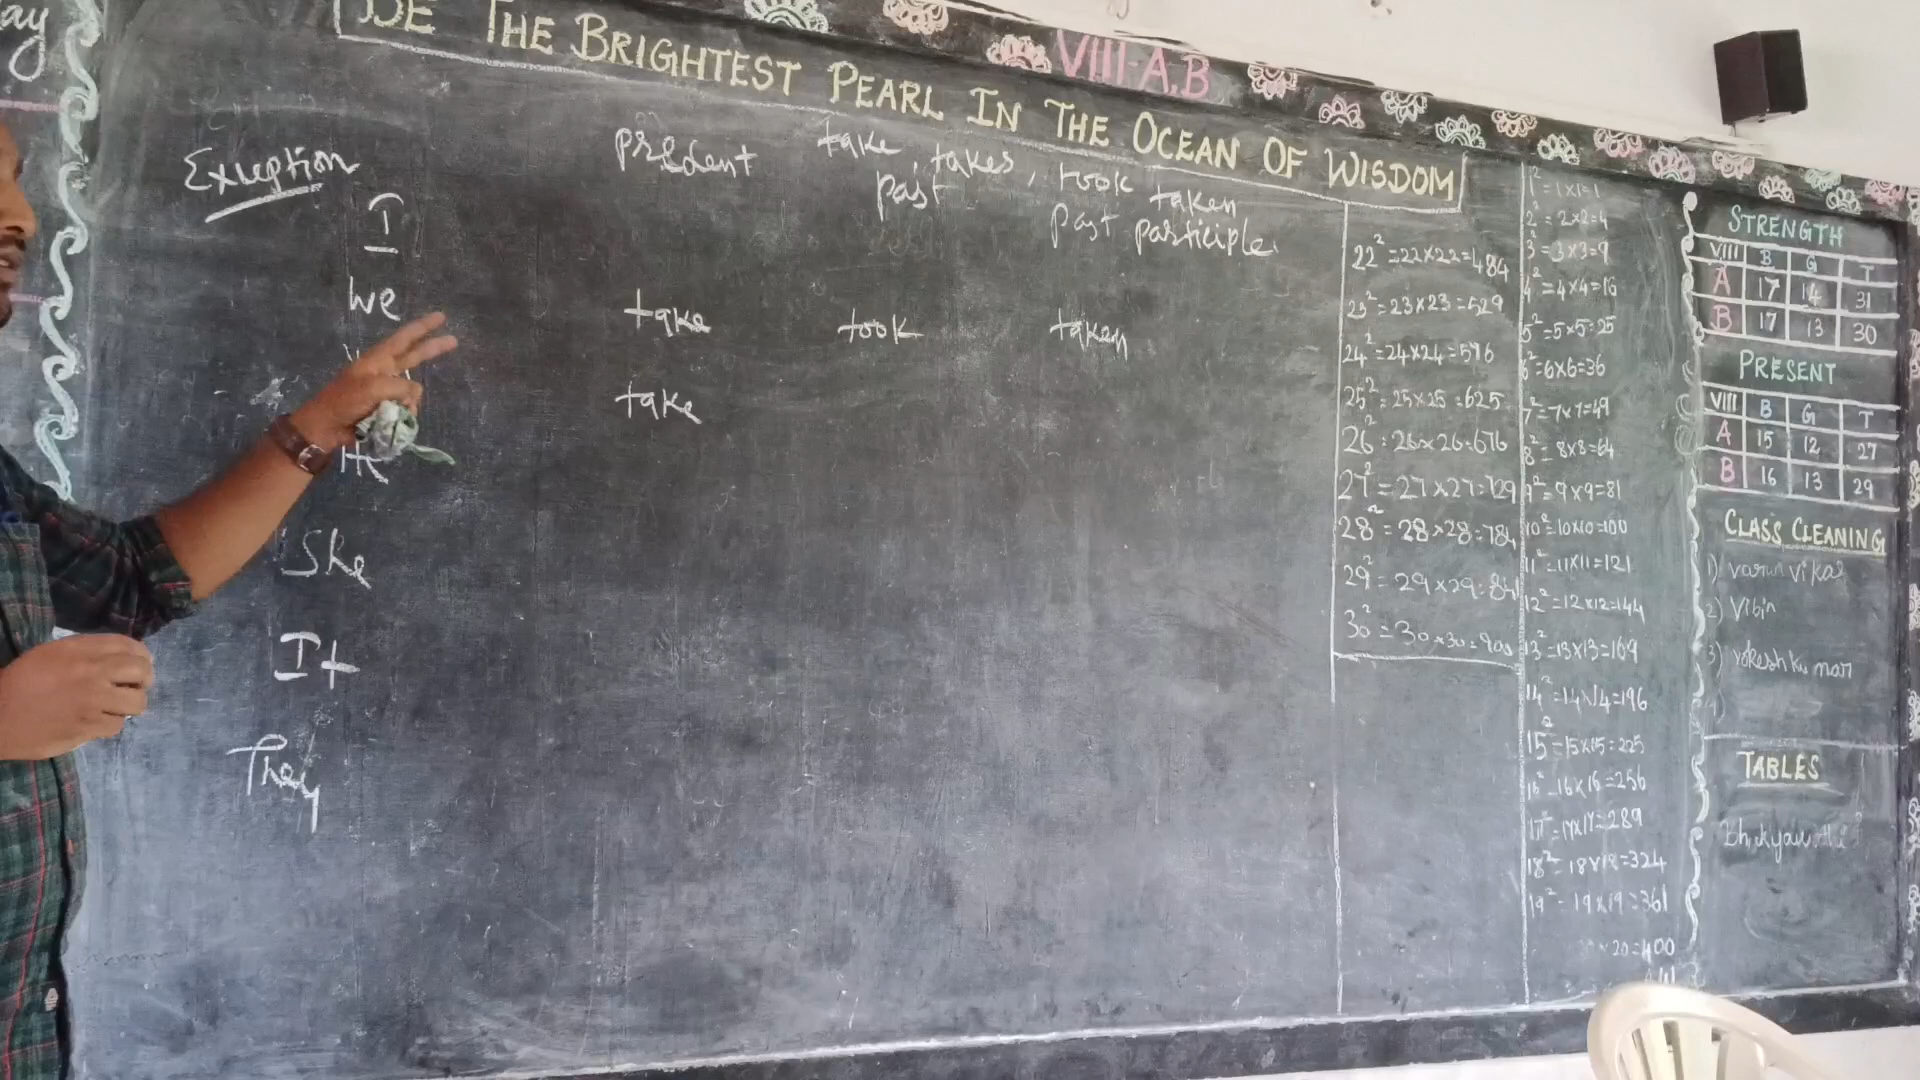 ay
BE THE BRIGHTEST PEARL IN THE OCEAN OF WISDOM
VIII-A,B
Exception
take, takes, took taken
present past past participle
I
We
take took taken
take
He
She
It
They
22² = 22×22=484
23² = 23×23=529
24² = 24×24=576
25² = 25×25=625
26² = 26×26=676
27² = 27×27=729
28² = 28×28=784
29² = 29×29=841
30² = 30×30=900
1² = 1×1=1
2² = 2×2=4
3² = 3×3=9
4² = 4×4=16
5² = 5×5=25
6² = 6×6=36
7² = 7×7=49
8² = 8×8=64
9² = 9×9=81
10² = 10×10=100
11² = 11×11=121
12² = 12×12=144
13² = 13×13=169
14² = 14×14=196
15² = 15×15=225
16² = 16×16=256
17² = 17×17=289
18² = 18×18=324
19² = 19×19=361
×20=400
STRENGTH
VIII B G T
A 17 14 31
B 17 13 30
PRESENT
VIII B G T
A 15 12 27
B 16 13 29
CLASS CLEANING
1) Varun Vikas
2) Vibin
3) Yokesh kumar
4)
TABLES